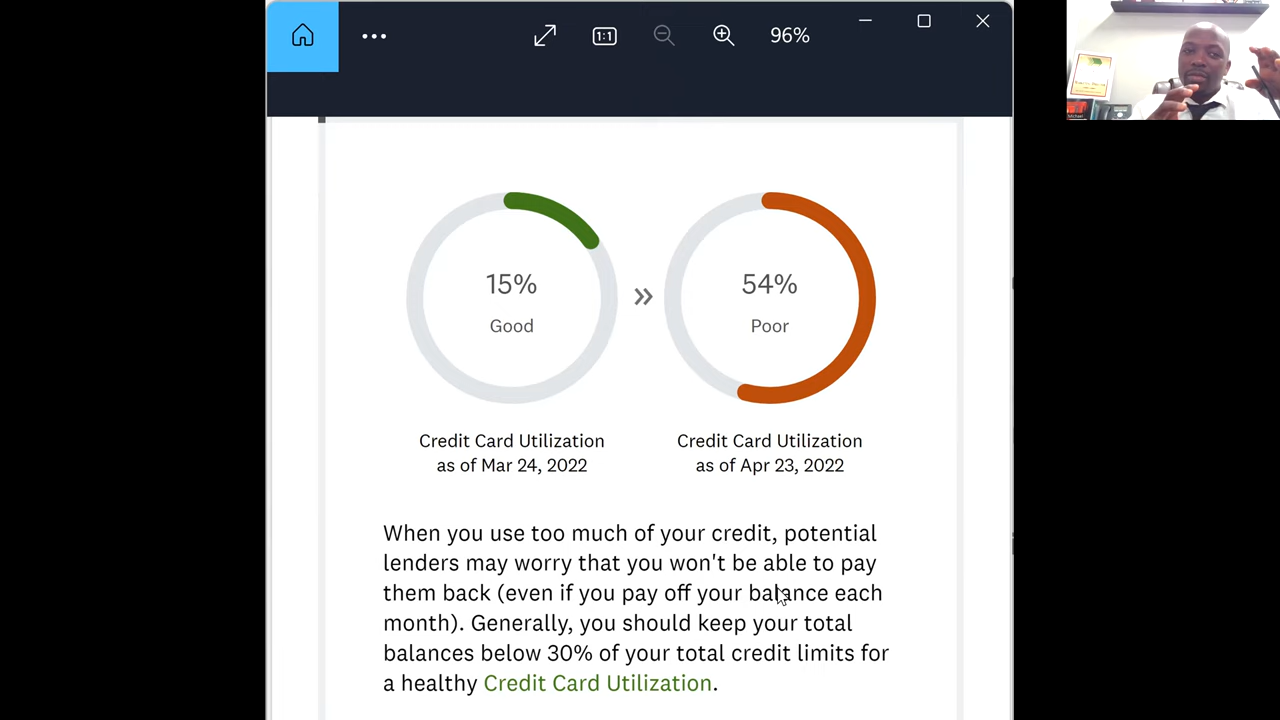 1:1
96%
15%
Good
»
54%
Poor
Credit Card Utilization
as of Mar 24, 2022
Credit Card Utilization
as of Apr 23, 2022
When you use too much of your credit, potential
lenders may worry that you won't be able to pay
them back (even if you pay off your balance each
month). Generally, you should keep your total
balances below 30% of your total credit limits for
a healthy Credit Card Utilization.
Michael